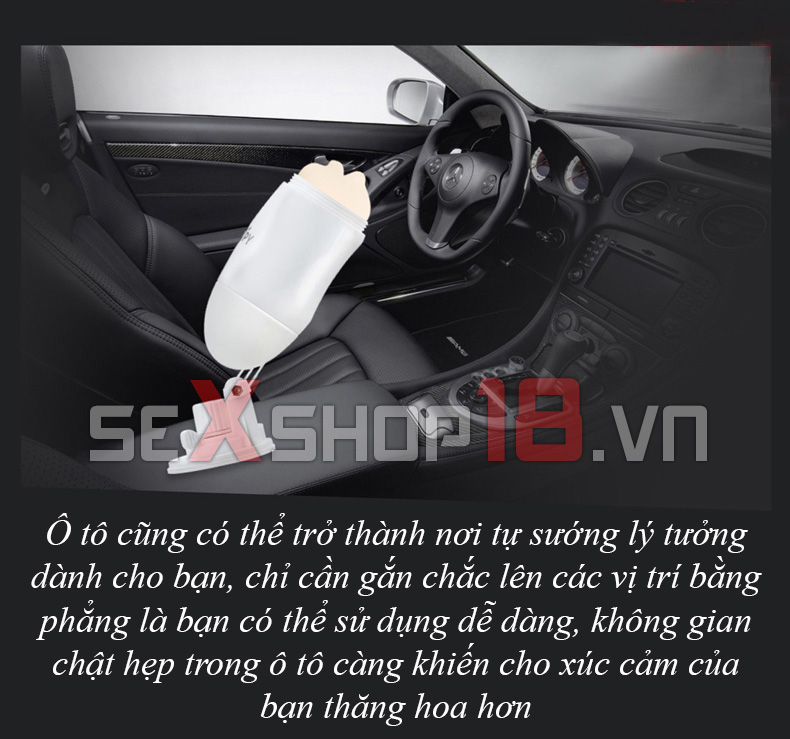 SEXSHOP18.VN
Ô tô cũng có thể trở thành nơi tự sướng lý tưởng
dành cho bạn, chỉ cần gắn chắc lên các vị trí bằng
phẳng là bạn có thể sử dụng dễ dàng, không gian
chật hẹp trong ô tô càng khiến cho xúc cảm của
bạn thăng hoa hơn